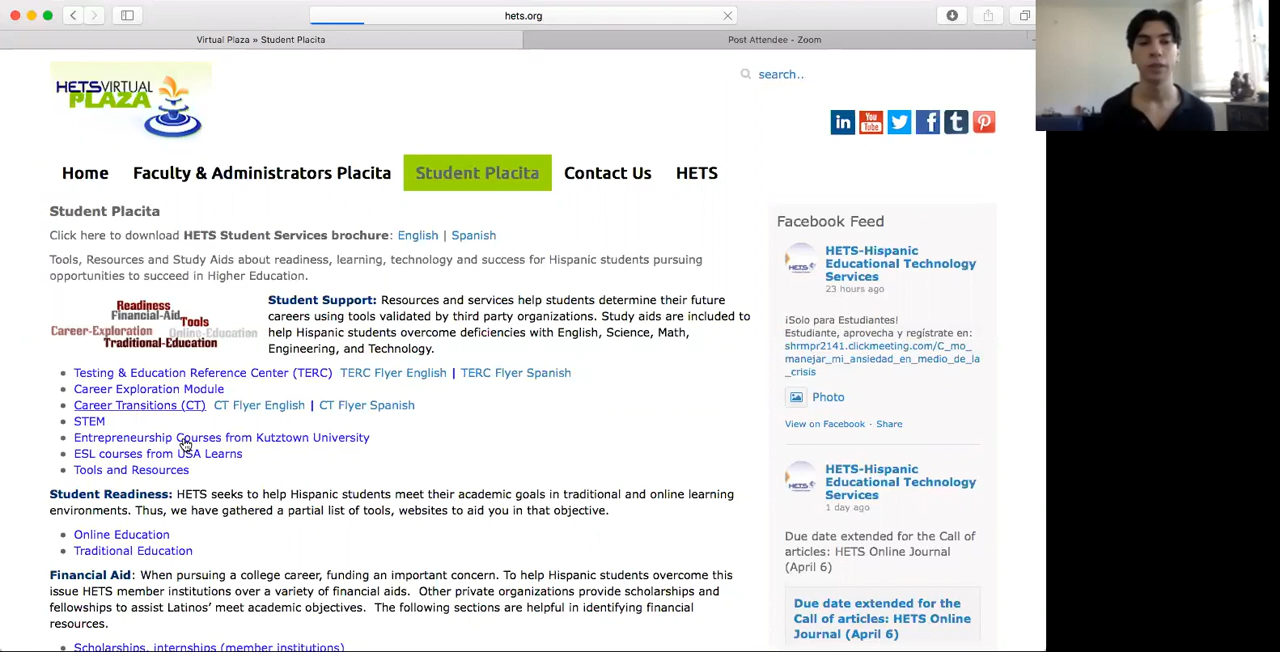 hets.org
Virtual Plaza » Student Placita
Post Attendee - Zoom
HETSVIRTUAL
PLAZA
search..
in
You
Tube
f
t
Home
Faculty & Administrators Placita
Student Placita
Contact Us
HETS
Student Placita
Click here to download HETS Student Services brochure: English | Spanish
Tools, Resources and Study Aids about readiness, learning, technology and success for Hispanic students pursuing
opportunities to succeed in Higher Education.
Readiness
Financial-Aid
Tools
Career-Exploration
Online-Education
Traditional-Education
Student Support: Resources and services help students determine their future
careers using tools validated by third party organizations. Study aids are included to
help Hispanic students overcome deficiencies with English, Science, Math,
Engineering, and Technology.
Testing & Education Reference Center (TERC) TERC Flyer English | TERC Flyer Spanish
Career Exploration Module
Career Transitions (CT) CT Flyer English | CT Flyer Spanish
STEM
Entrepreneurship Courses from Kutztown University
ESL courses from USA Learns
Tools and Resources
Student Readiness: HETS seeks to help Hispanic students meet their academic goals in traditional and online learning
environments. Thus, we have gathered a partial list of tools, websites to aid you in that objective.
Online Education
Traditional Education
Financial Aid: When pursuing a college career, funding an important concern. To help Hispanic students overcome this
issue HETS member institutions over a variety of financial aids. Other private organizations provide scholarships and
fellowships to assist Latinos' meet academic objectives. The following sections are helpful in identifying financial
resources.
Scholarships, internships (member institutions)
Facebook Feed
HETS-Hispanic
Educational Technology
Services
23 hours ago
¡Solo para Estudiantes!
Estudiante, aprovecha y regístrate en:
shrmpr2141.clickmeeting.com/C_mo_
manejar_mi_ansiedad_en_medio_de_la
_crisis
Photo
View on Facebook · Share
HETS-Hispanic
Educational Technology
Services
1 day ago
Due date extended for the Call of
articles: HETS Online Journal
(April 6)
Due date extended for the
Call of articles: HETS Online
Journal (April 6)